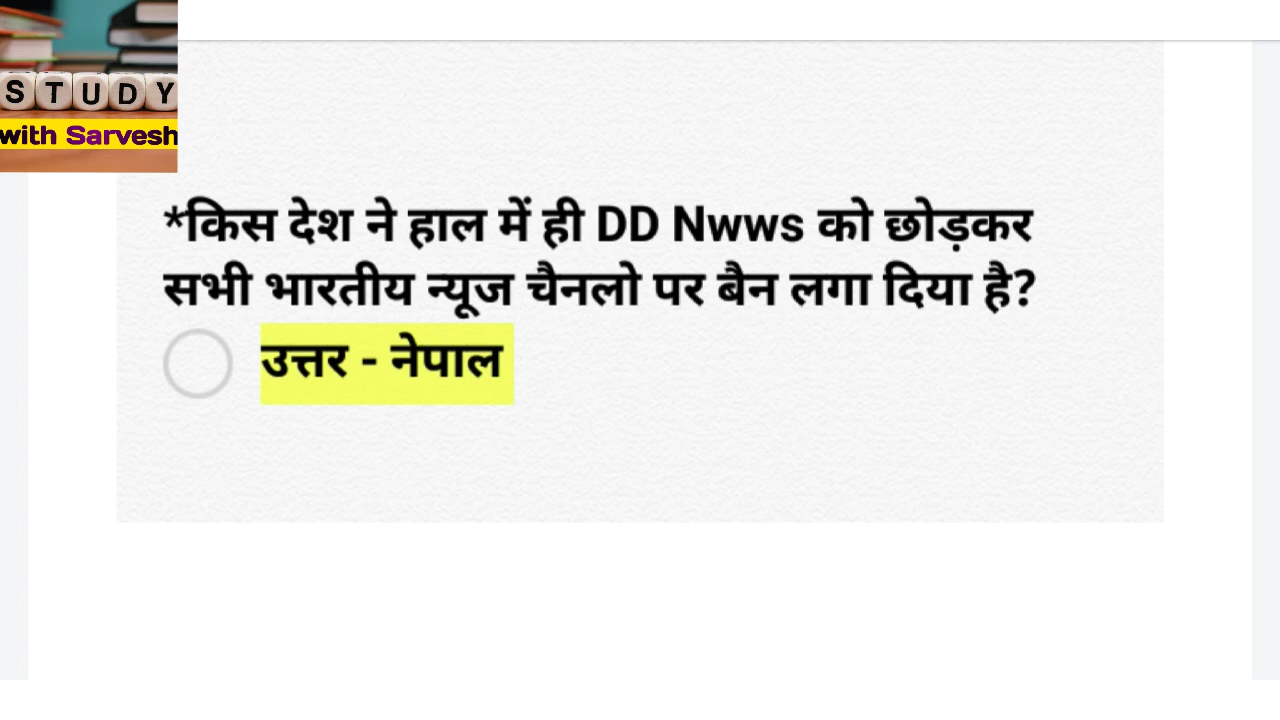 STUDY
with Sarvesh
*किस देश ने हाल में ही DD Nwws को छोड़कर
सभी भारतीय न्यूज चैनलो पर बैन लगा दिया है?
उत्तर - नेपाल